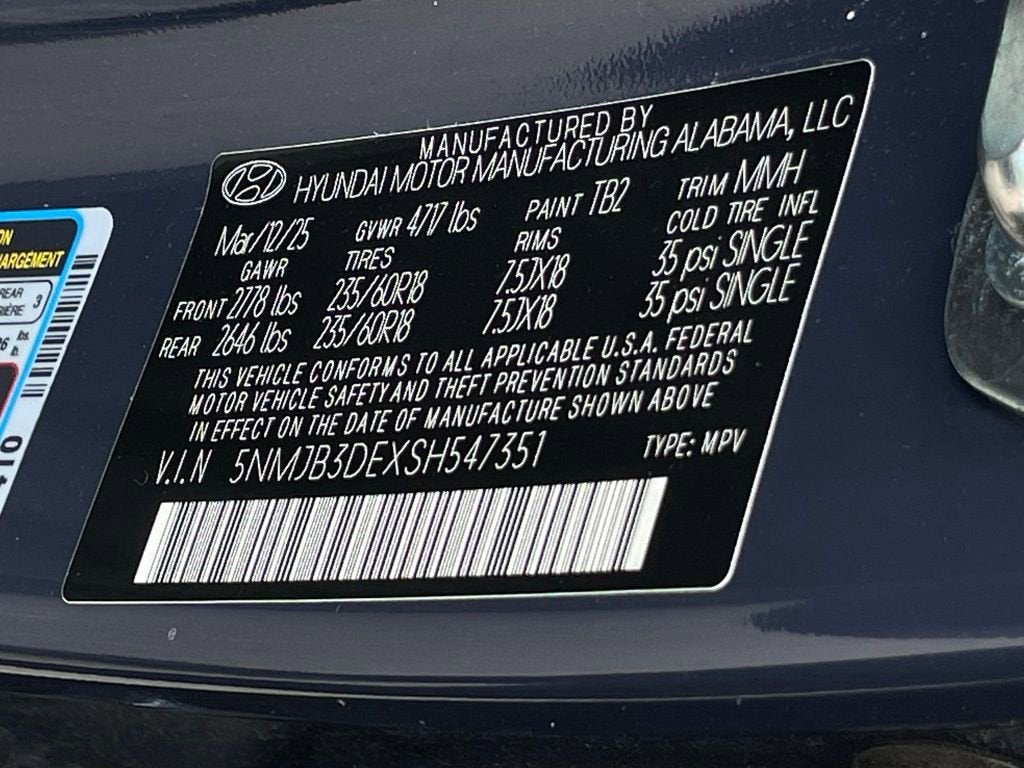 MANUFACTURED BY
HYUNDAI MOTOR MANUFACTURING ALABAMA, LLC
Mar/12/25 GVWR 4717 lbs PAINT TB2 TRIM MMH
GAWR TIRES RIMS COLD TIRE INFL
FRONT 2778 lbs 235/60R18 7.5JX18 35 psi SINGLE
REAR 2646 lbs 235/60R18 7.5JX18 35 psi SINGLE
THIS VEHICLE CONFORMS TO ALL APPLICABLE U.S.A. FEDERAL
MOTOR VEHICLE SAFETY AND THEFT PREVENTION STANDARDS
IN EFFECT ON THE DATE OF MANUFACTURE SHOWN ABOVE
V.I.N 5NMJB3DEXSH547351 TYPE: MPV
REAR 3
lbs.